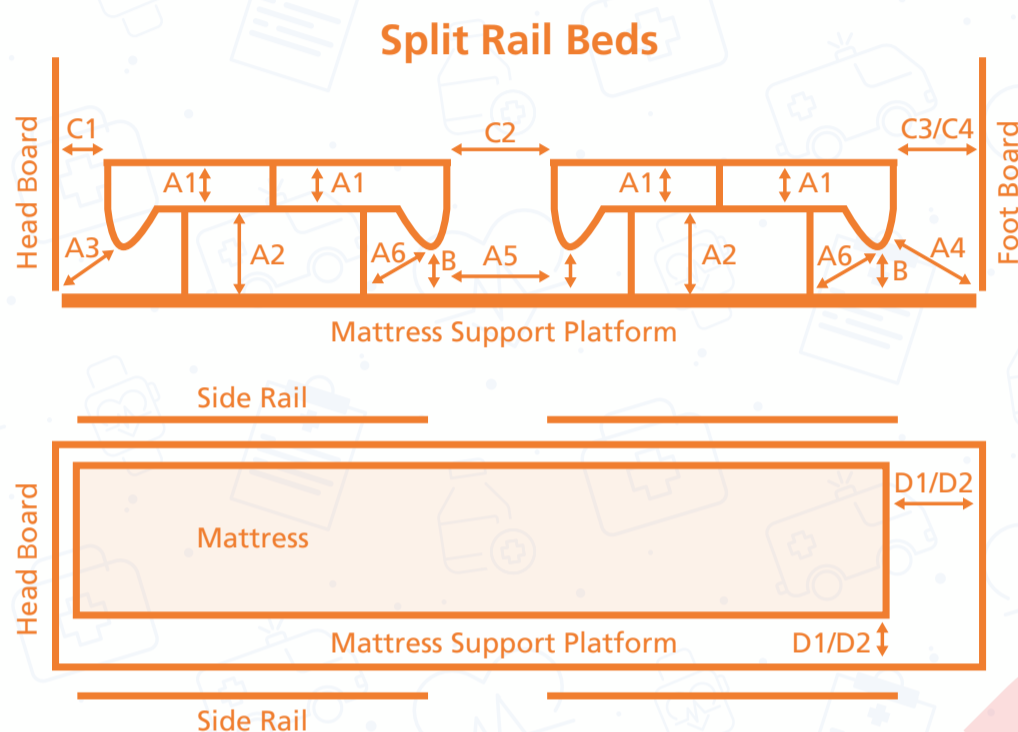 Split Rail Beds
Head Board
C1
C2
C3/C4
Foot Board
A1
A1
A1
A1
A3
A2
A6
B
A5
A2
A6
B
A4
Mattress Support Platform
Side Rail
Head Board
Mattress
D1/D2
Mattress Support Platform
D1/D2
Side Rail